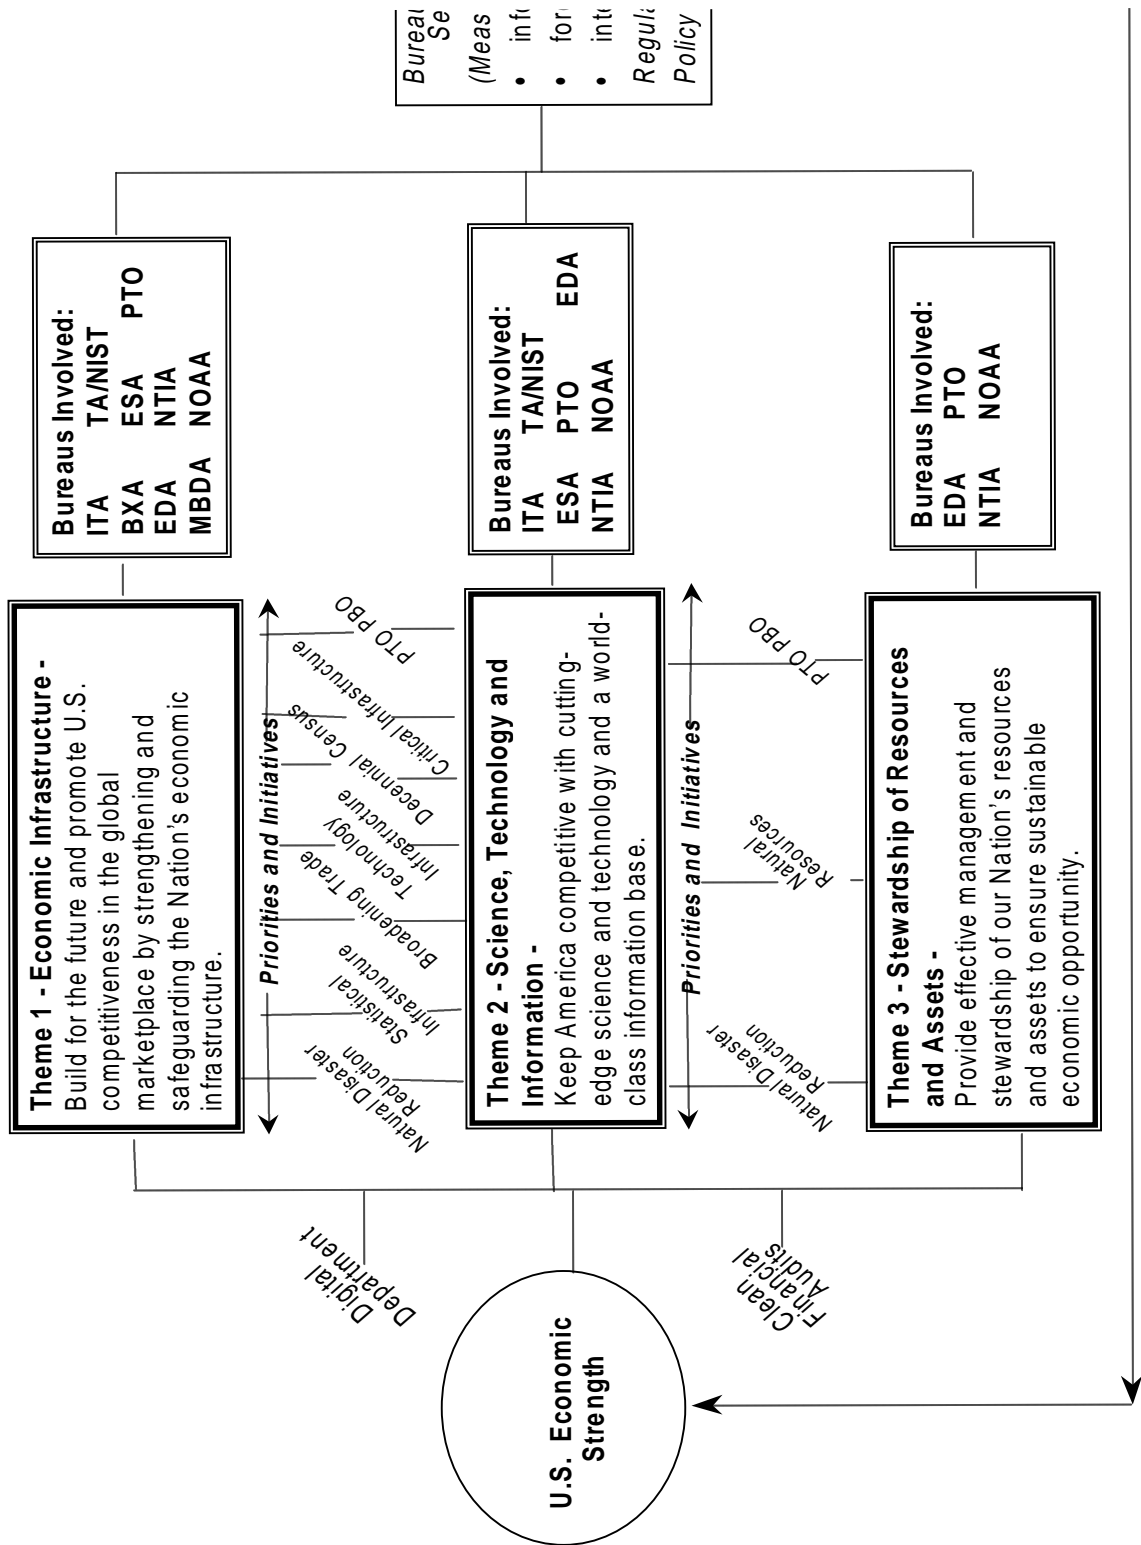 U.S. Economic
Strength
Digital
Department
Clean
Financial
Audits
Theme 1 - Economic Infrastructure -
Build for the future and promote U.S.
competitiveness in the global
marketplace by strengthening and
safeguarding the Nation's economic
infrastructure.
Bureaus Involved:
ITA TA/NIST
BXA ESA PTO
EDA NTIA
MBDA NOAA
Priorities and Initiatives
Natural Disaster
Reduction
Statistical
Infrastructure
Broadening Trade
Technology
Infrastructure
Decennial Census
Critical Infrastructure
PTO PBO
Theme 2 - Science, Technology and
Information -
Keep America competitive with cutting-
edge science and technology and a world-
class information base.
Bureaus Involved:
ITA TA/NIST
ESA PTO EDA
NTIA NOAA
Priorities and Initiatives
Natural Disaster
Reduction
Natural
Resources
PTO PBO
Theme 3 - Stewardship of Resources
and Assets -
Provide effective management and
stewardship of our Nation's resources
and assets to ensure sustainable
economic opportunity.
Bureaus Involved:
EDA PTO
NTIA NOAA
Bureau
Se
(Meas
• inf
• for
• inte
Regula
Policy